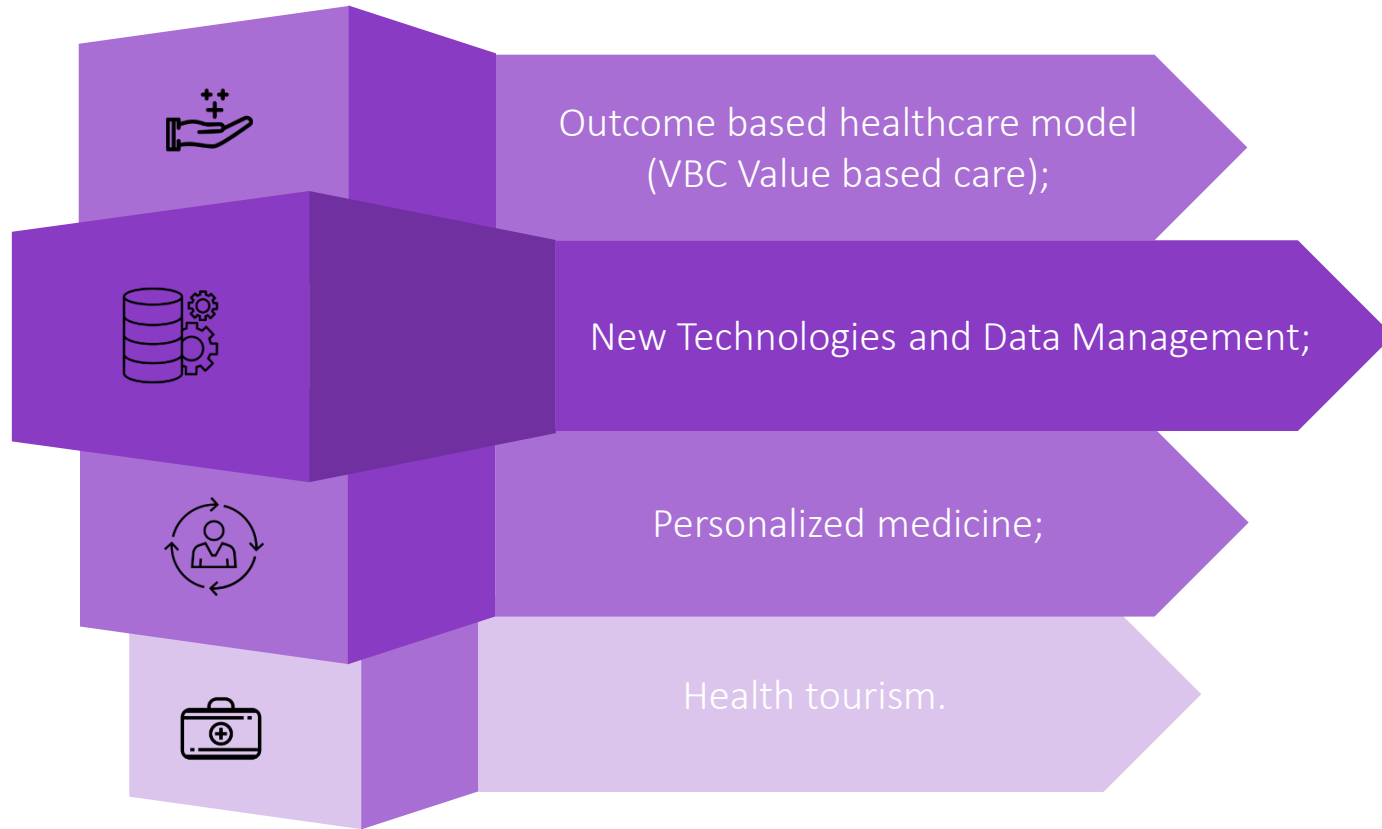 Outcome based healthcare model
(VBC Value based care);
New Technologies and Data Management;
Personalized medicine;
Health tourism.